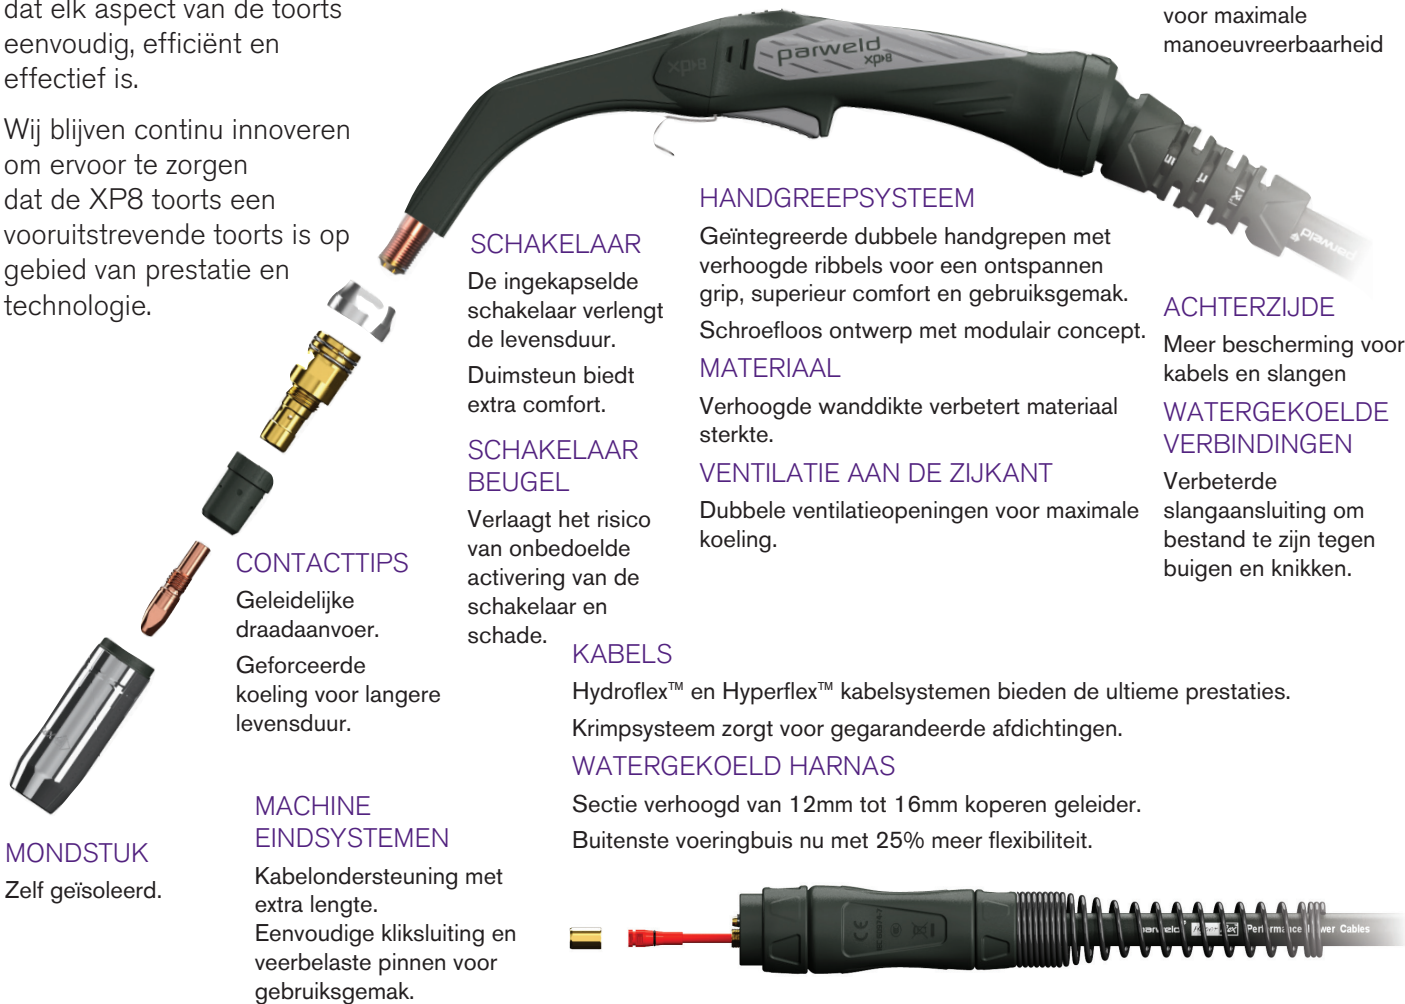 dat elk aspect van de toorts
eenvoudig, efficiënt en
effectief is.
Wij blijven continu innoveren
om ervoor te zorgen
dat de XP8 toorts een
vooruitstrevende toorts is op
gebied van prestatie en
technologie.
xp8
parweld
xp8
voor maximale
manoeuvreerbaarheid
parweld
SCHAKELAAR
De ingekapselde
schakelaar verlengt
de levensduur.
Duimsteun biedt
extra comfort.
SCHAKELAAR
BEUGEL
Verlaagt het risico
van onbedoelde
activering van de
schakelaar en
schade.
HANDGREEPSYSTEEM
Geïntegreerde dubbele handgrepen met
verhoogde ribbels voor een ontspannen
grip, superieur comfort en gebruiksgemak.
Schroefloos ontwerp met modulair concept.
MATERIAAL
Verhoogde wanddikte verbetert materiaal
sterkte.
VENTILATIE AAN DE ZIJKANT
Dubbele ventilatieopeningen voor maximale
koeling.
ACHTERZIJDE
Meer bescherming voor
kabels en slangen
WATERGEKOELDE
VERBINDINGEN
Verbeterde
slangaansluiting om
bestand te zijn tegen
buigen en knikken.
CONTACTTIPS
Geleidelijke
draadaanvoer.
Geforceerde
koeling voor langere
levensduur.
KABELS
Hydroflex™ en Hyperflex™ kabelsystemen bieden de ultieme prestaties.
Krimpsysteem zorgt voor gegarandeerde afdichtingen.
WATERGEKOELD HARNAS
Sectie verhoogd van 12mm tot 16mm koperen geleider.
Buitenste voeringbuis nu met 25% meer flexibiliteit.
MONDSTUK
Zelf geïsoleerd.
MACHINE
EINDSYSTEMEN
Kabelondersteuning met
extra lengte.
Eenvoudige kliksluiting en
veerbelaste pinnen voor
gebruiksgemak.
CE
parweld Performance Power Cables